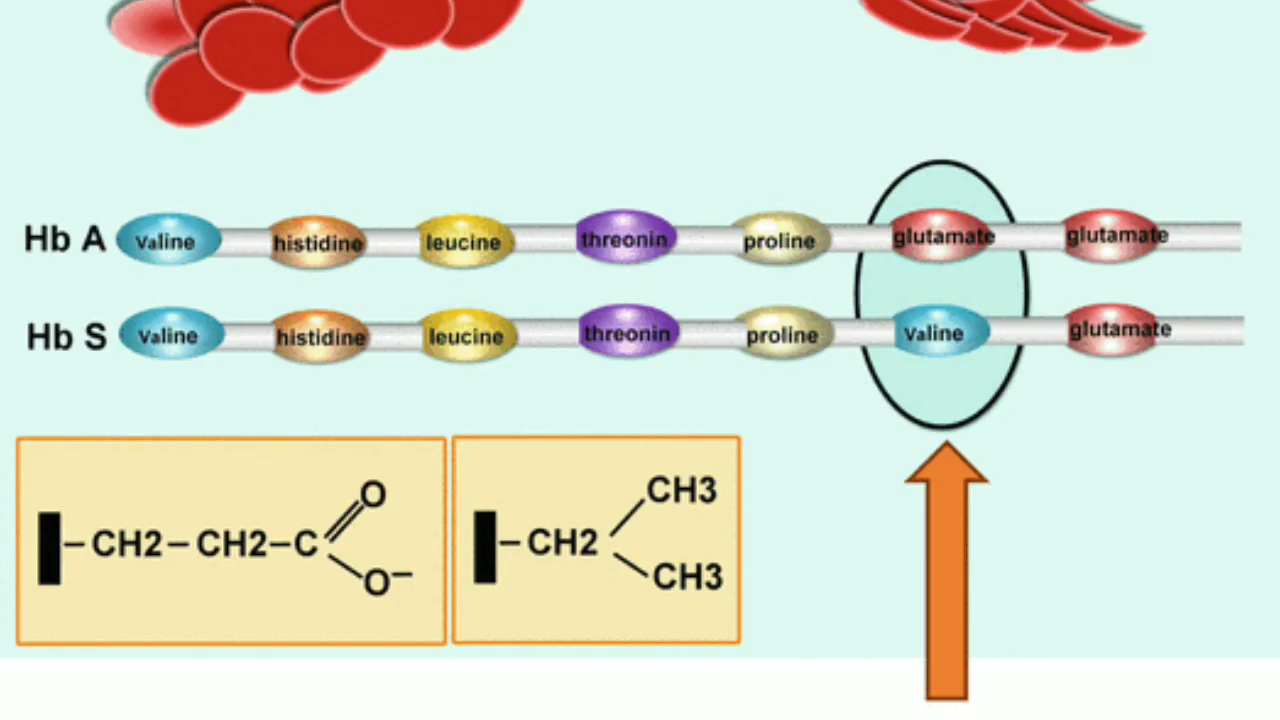 Hb A Valine histidine leucine threonin proline glutamate glutamate
Hb S Valine histidine leucine threonin proline Valine glutamate
O
CH2 CH2 C
O−
CH3
CH2
CH3